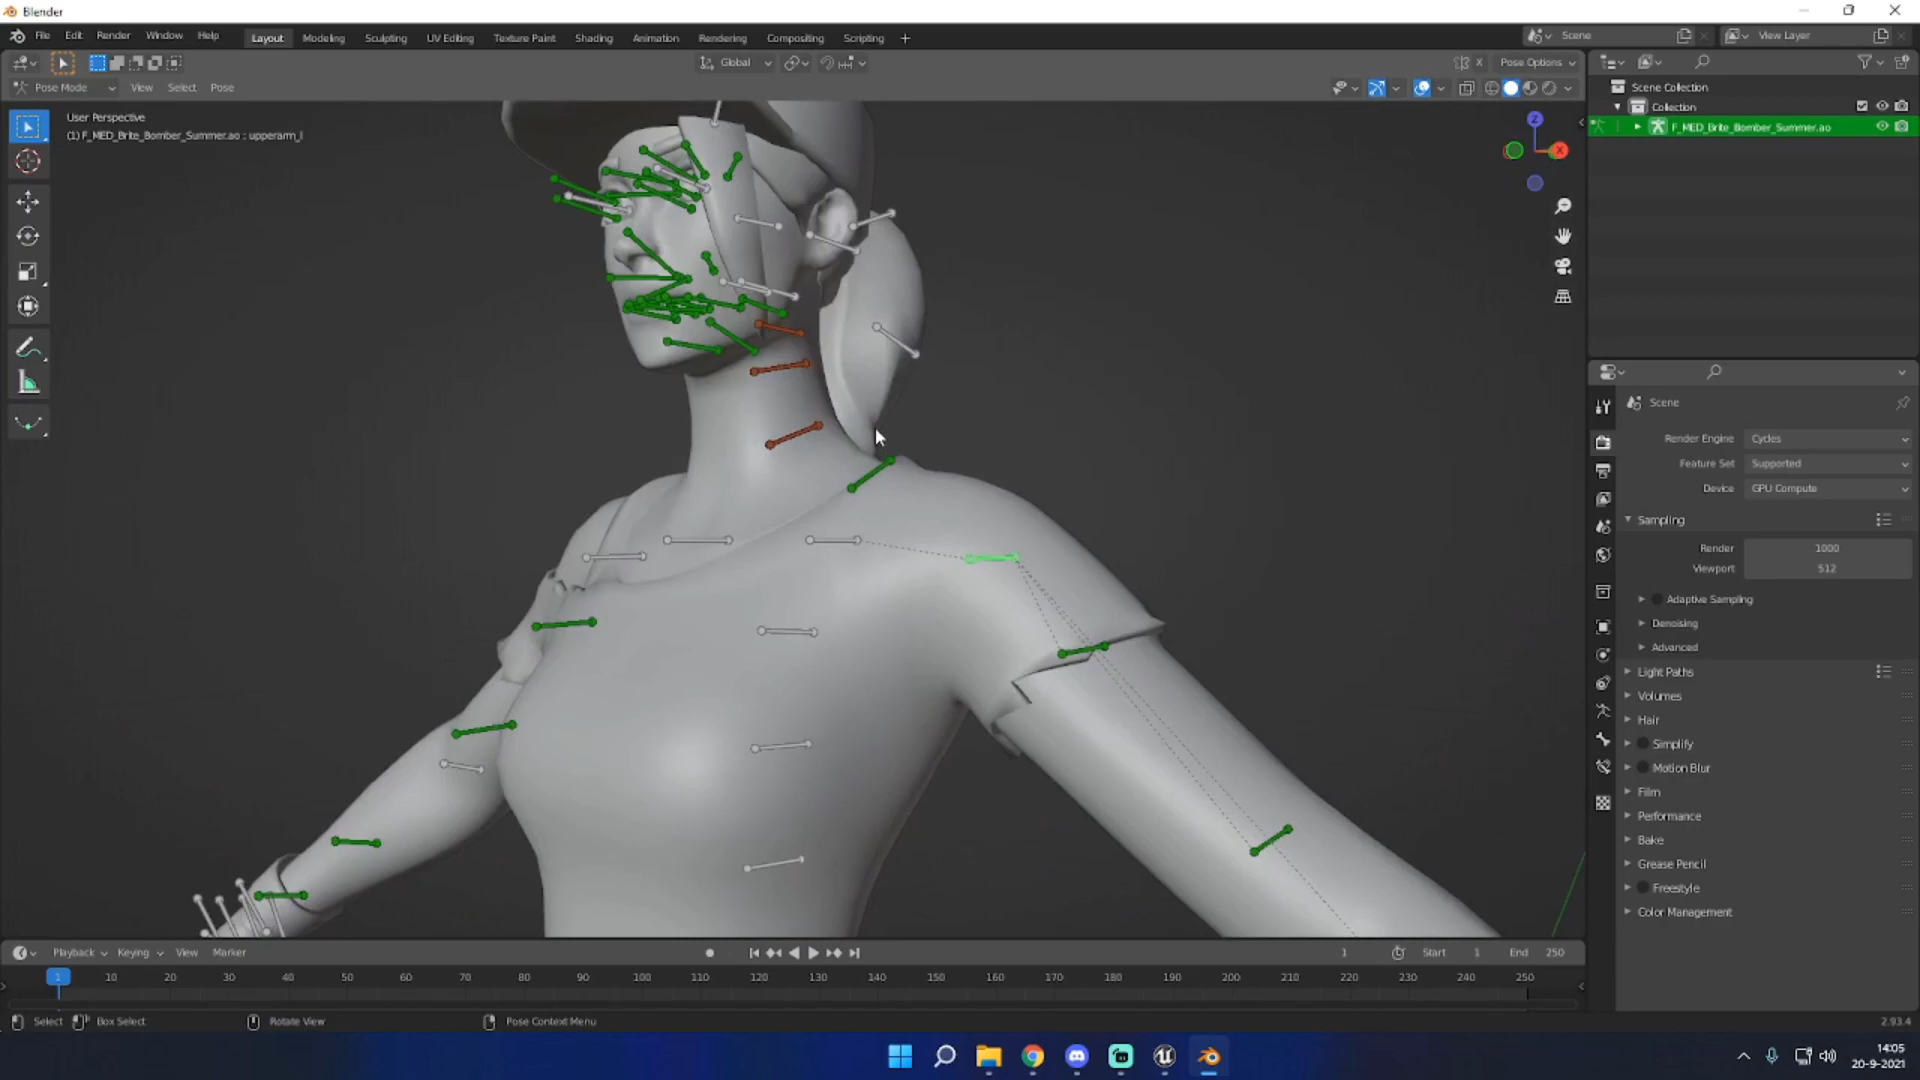 Blender
File Edit Render Window Help Layout Modeling Sculpting UV Editing Texture Paint Shading Animation Rendering Compositing Scripting + Scene View Layer
Global X Pose Options
Pose Mode View Select Pose
User Perspective
(1) F_MED_Brite_Bomber_Summer.ao : upperarm_l
Z
X
Scene Collection
Collection
F_MED_Brite_Bomber_Summer.ao
Scene
Render Engine Cycles
Feature Set Supported
Device GPU Compute
Sampling
Render 1000
Viewport 512
Adaptive Sampling
Denoising
Advanced
Light Paths
Volumes
Hair
Simplify
Motion Blur
Film
Performance
Bake
Grease Pencil
Freestyle
Color Management
Playback Keying View Marker 1 Start 1 End 250
1 10 20 30 40 50 60 70 80 90 100 110 120 130 140 150 160 170 180 190 200 210 220 230 240 250
Select Box Select Rotate View Pose Context Menu 2.93.4
14:05
20-9-2021